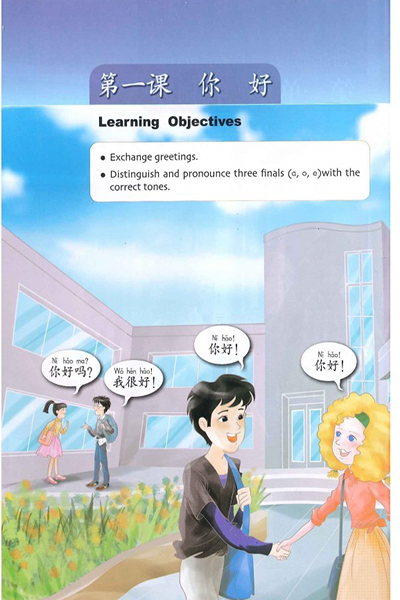 第一课 你 好
Learning Objectives
● Exchange greetings.
● Distinguish and pronounce three finals (ɑ, o, e)with the
correct tones.
Nǐ hǎo mɑ?
你好吗?
Wǒ hěn hǎo!
我很好!
Nǐ hǎo!
你好!
Nǐ hǎo!
你好!